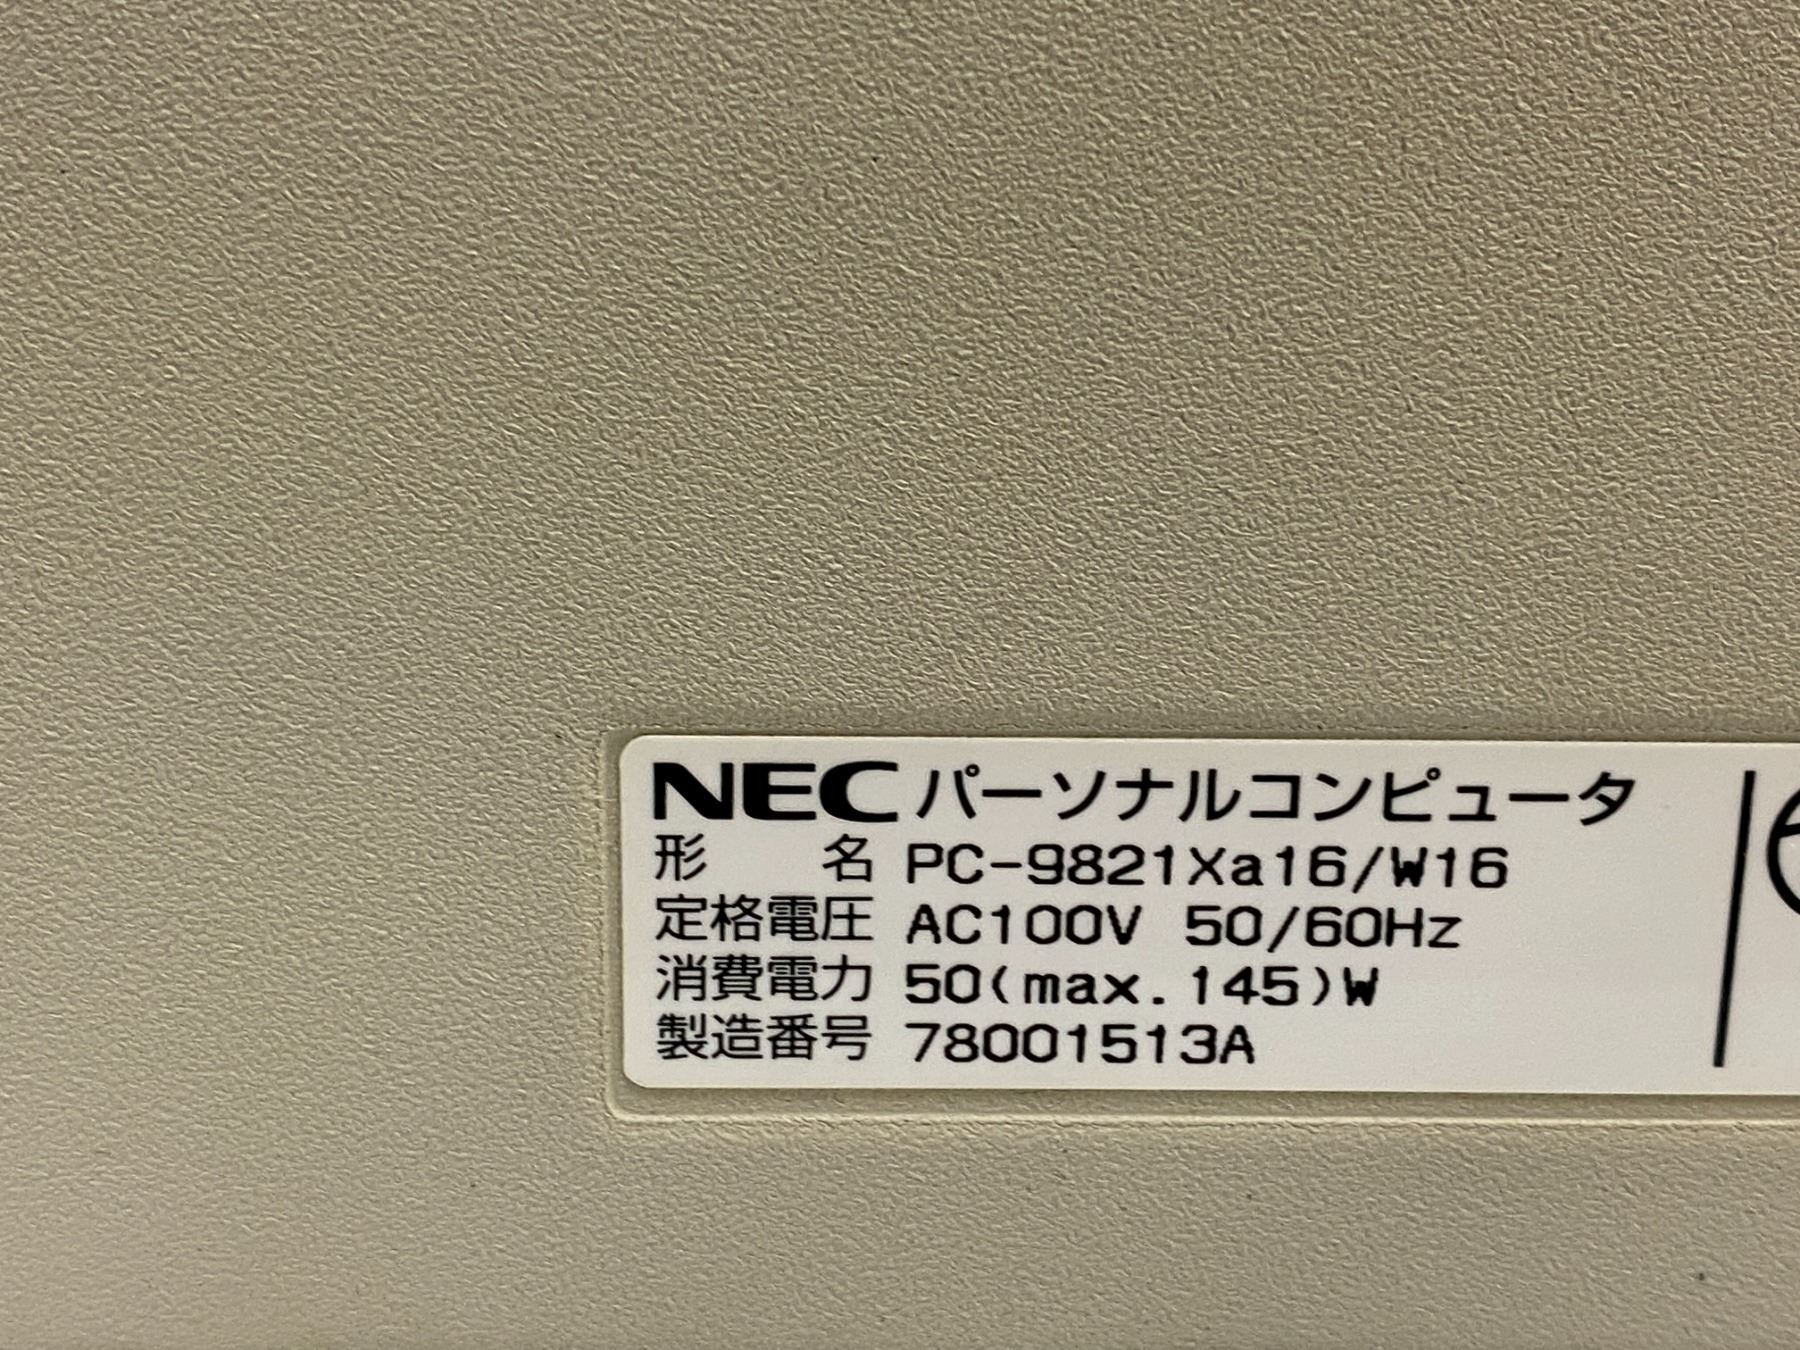 NEC パーソナルコンピュータ
形 名 PC-9821Xa16/W16
定格電圧 AC100V 50/60Hz
消費電力 50(max.145)W
製造番号 78001513A